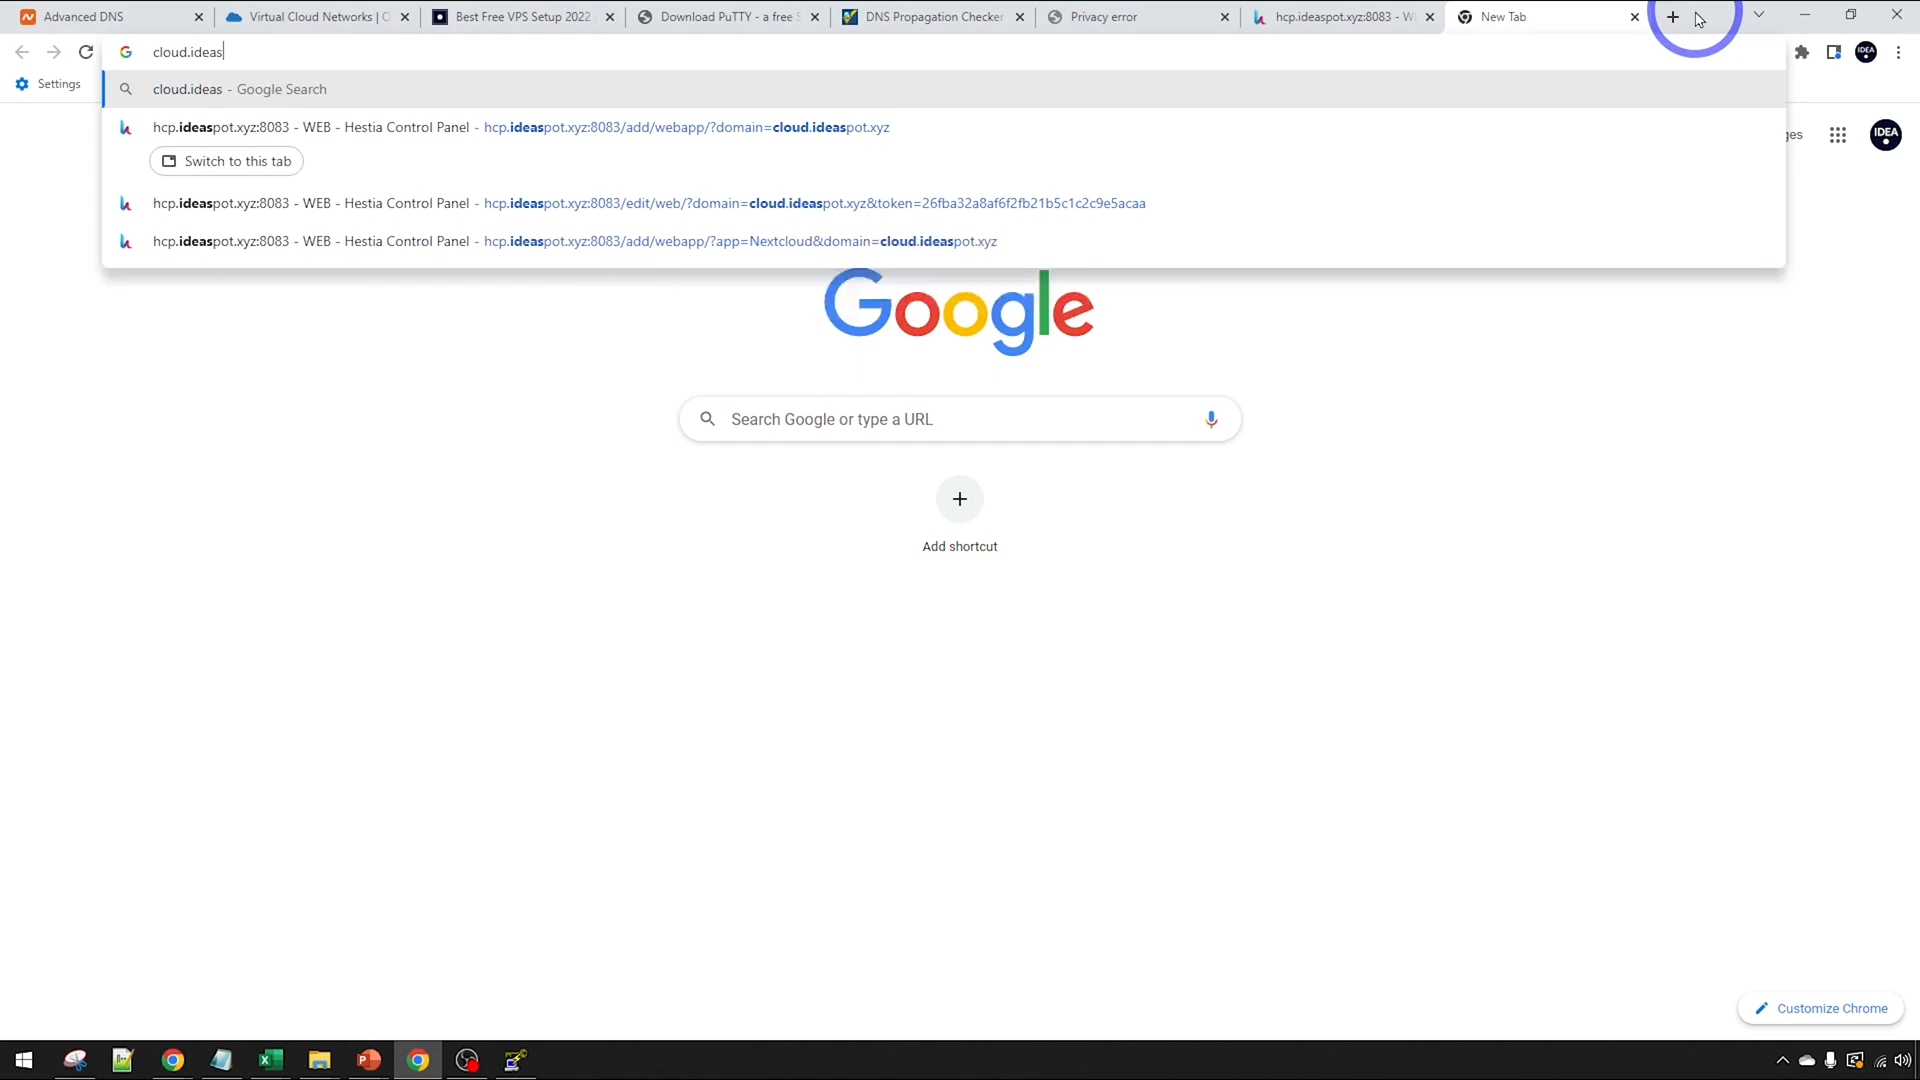 Advanced DNS
Virtual Cloud Networks | O
Best Free VPS Setup 2022
Download PuTTY - a free S
DNS Propagation Checker
Privacy error
hcp.ideaspot.xyz:8083 - WE
New Tab
cloud.ideas
IDEA
Settings
cloud.ideas - Google Search
hcp.ideaspot.xyz:8083 - WEB - Hestia Control Panel - hcp.ideaspot.xyz:8083/add/webapp/?domain=cloud.ideaspot.xyz
ges
IDEA
Switch to this tab
hcp.ideaspot.xyz:8083 - WEB - Hestia Control Panel - hcp.ideaspot.xyz:8083/edit/web/?domain=cloud.ideaspot.xyz&token=26fba32a8af6f2fb21b5c1c2c9e5acaa
hcp.ideaspot.xyz:8083 - WEB - Hestia Control Panel - hcp.ideaspot.xyz:8083/add/webapp/?app=Nextcloud&domain=cloud.ideaspot.xyz
Google
Search Google or type a URL
Add shortcut
Customize Chrome